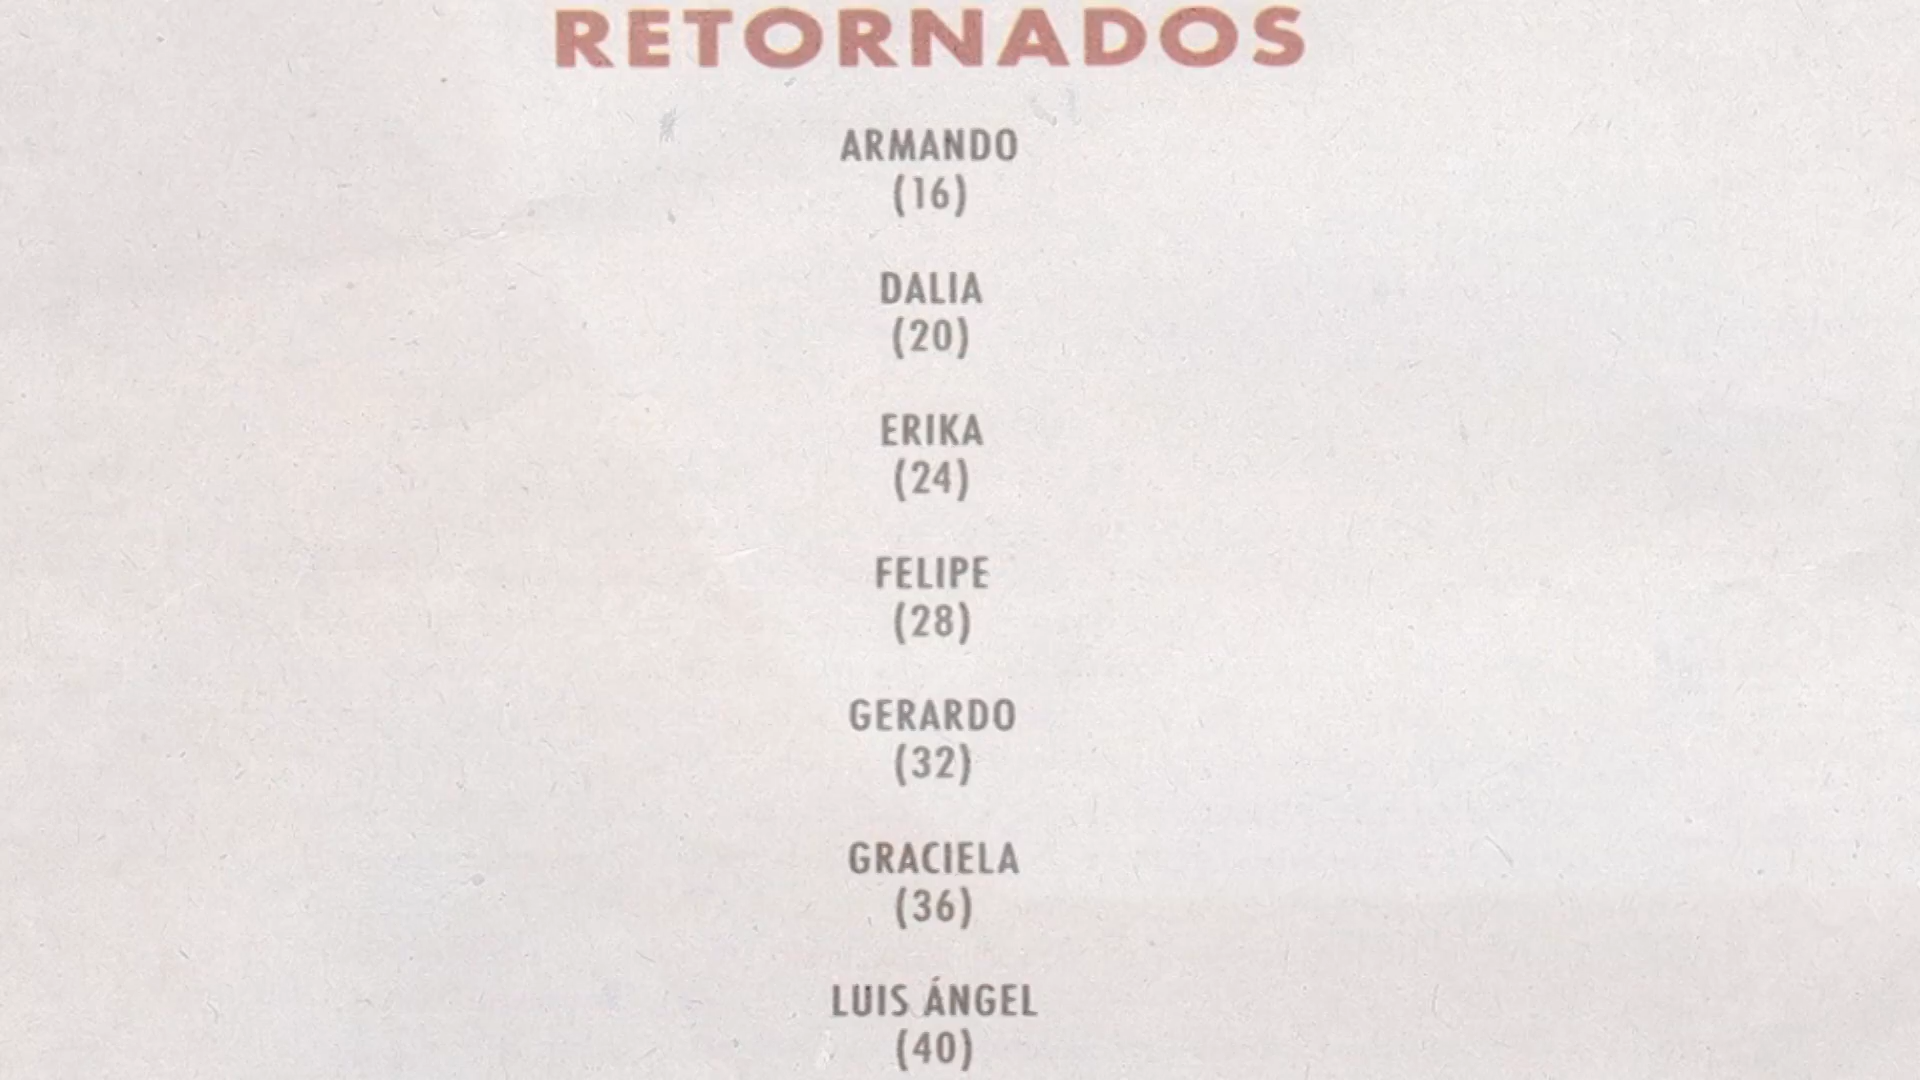 RETORNADOS
ARMANDO
(16)
DALIA
(20)
ERIKA
(24)
FELIPE
(28)
GERARDO
(32)
GRACIELA
(36)
LUIS ÁNGEL
(40)